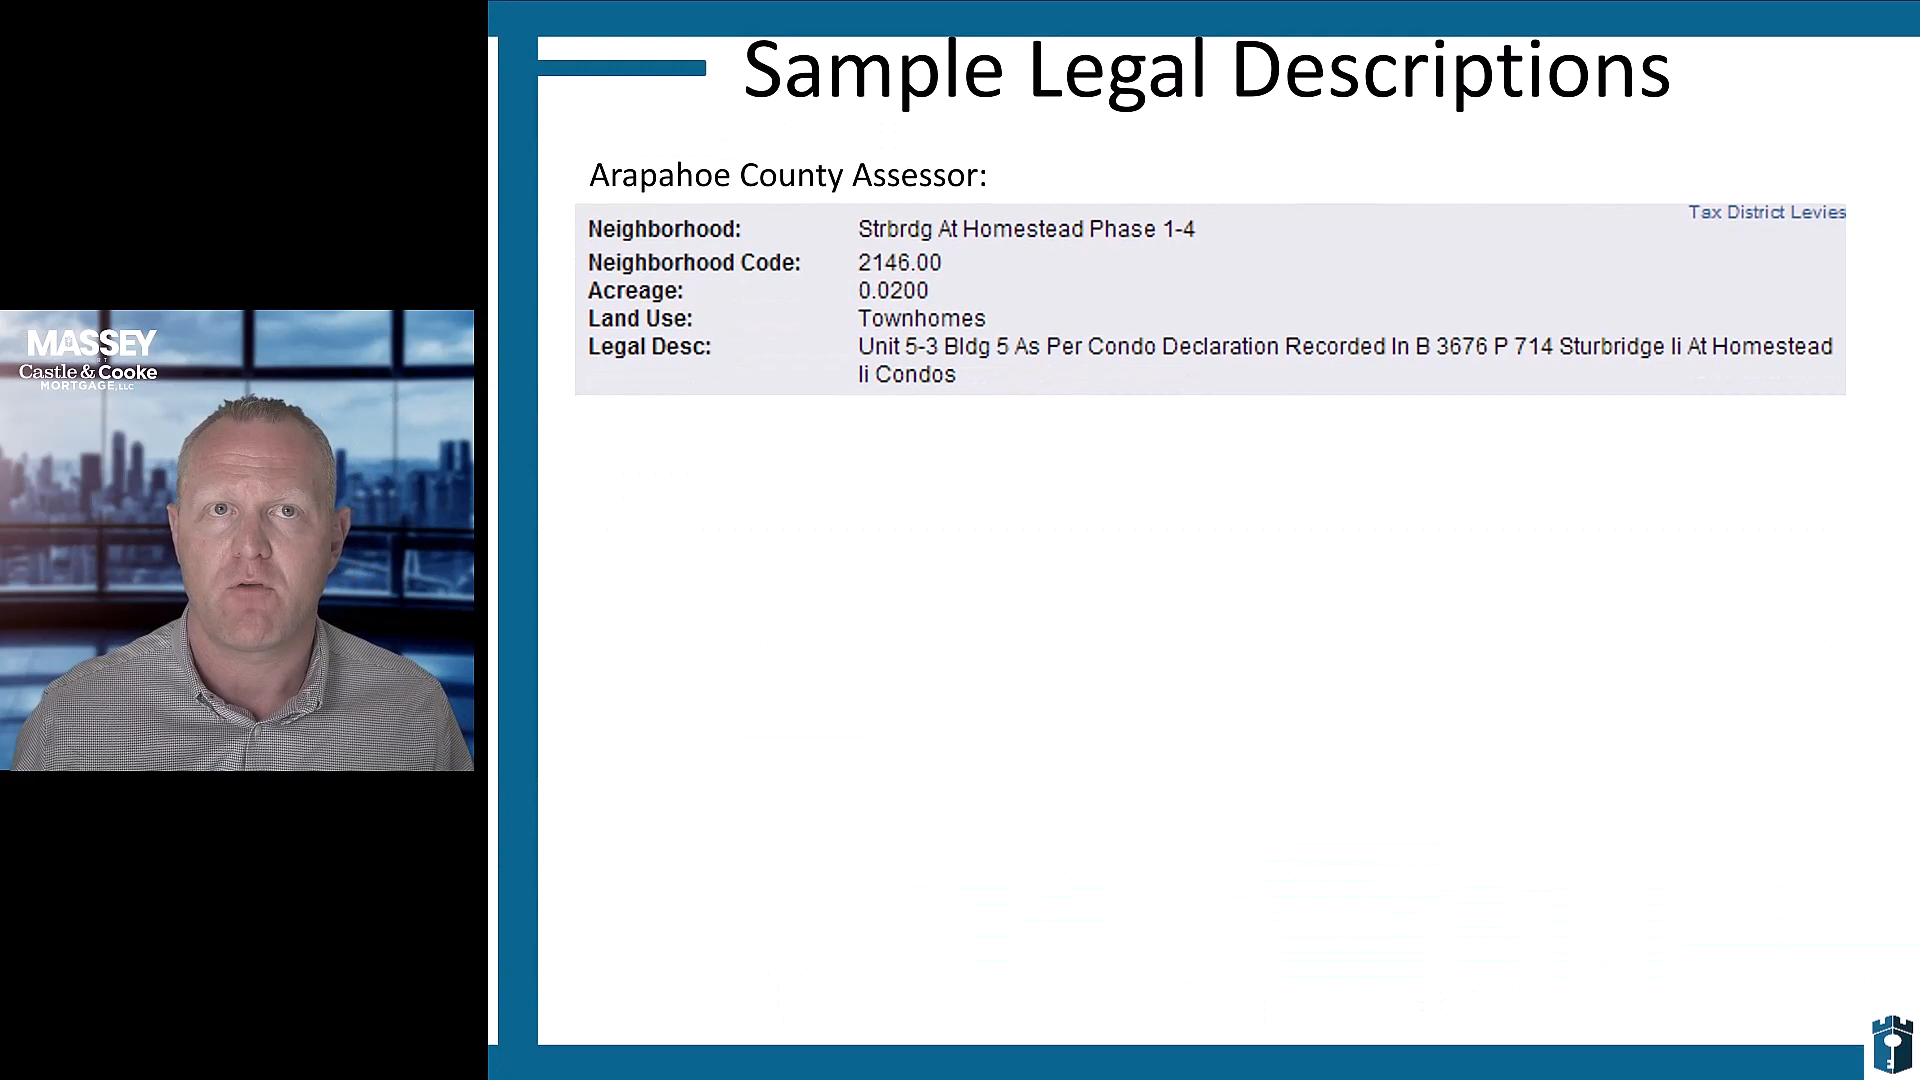 Sample Legal Descriptions
Arapahoe County Assessor:
Tax District Levies
Neighborhood: Strbrdg At Homestead Phase 1-4
Neighborhood Code: 2146.00
Acreage: 0.0200
Land Use: Townhomes
Legal Desc: Unit 5-3 Bldg 5 As Per Condo Declaration Recorded In B 3676 P 714 Sturbridge Ii At Homestead
Ii Condos
MASSEY
Castle & Cooke
MORTGAGE, LLC